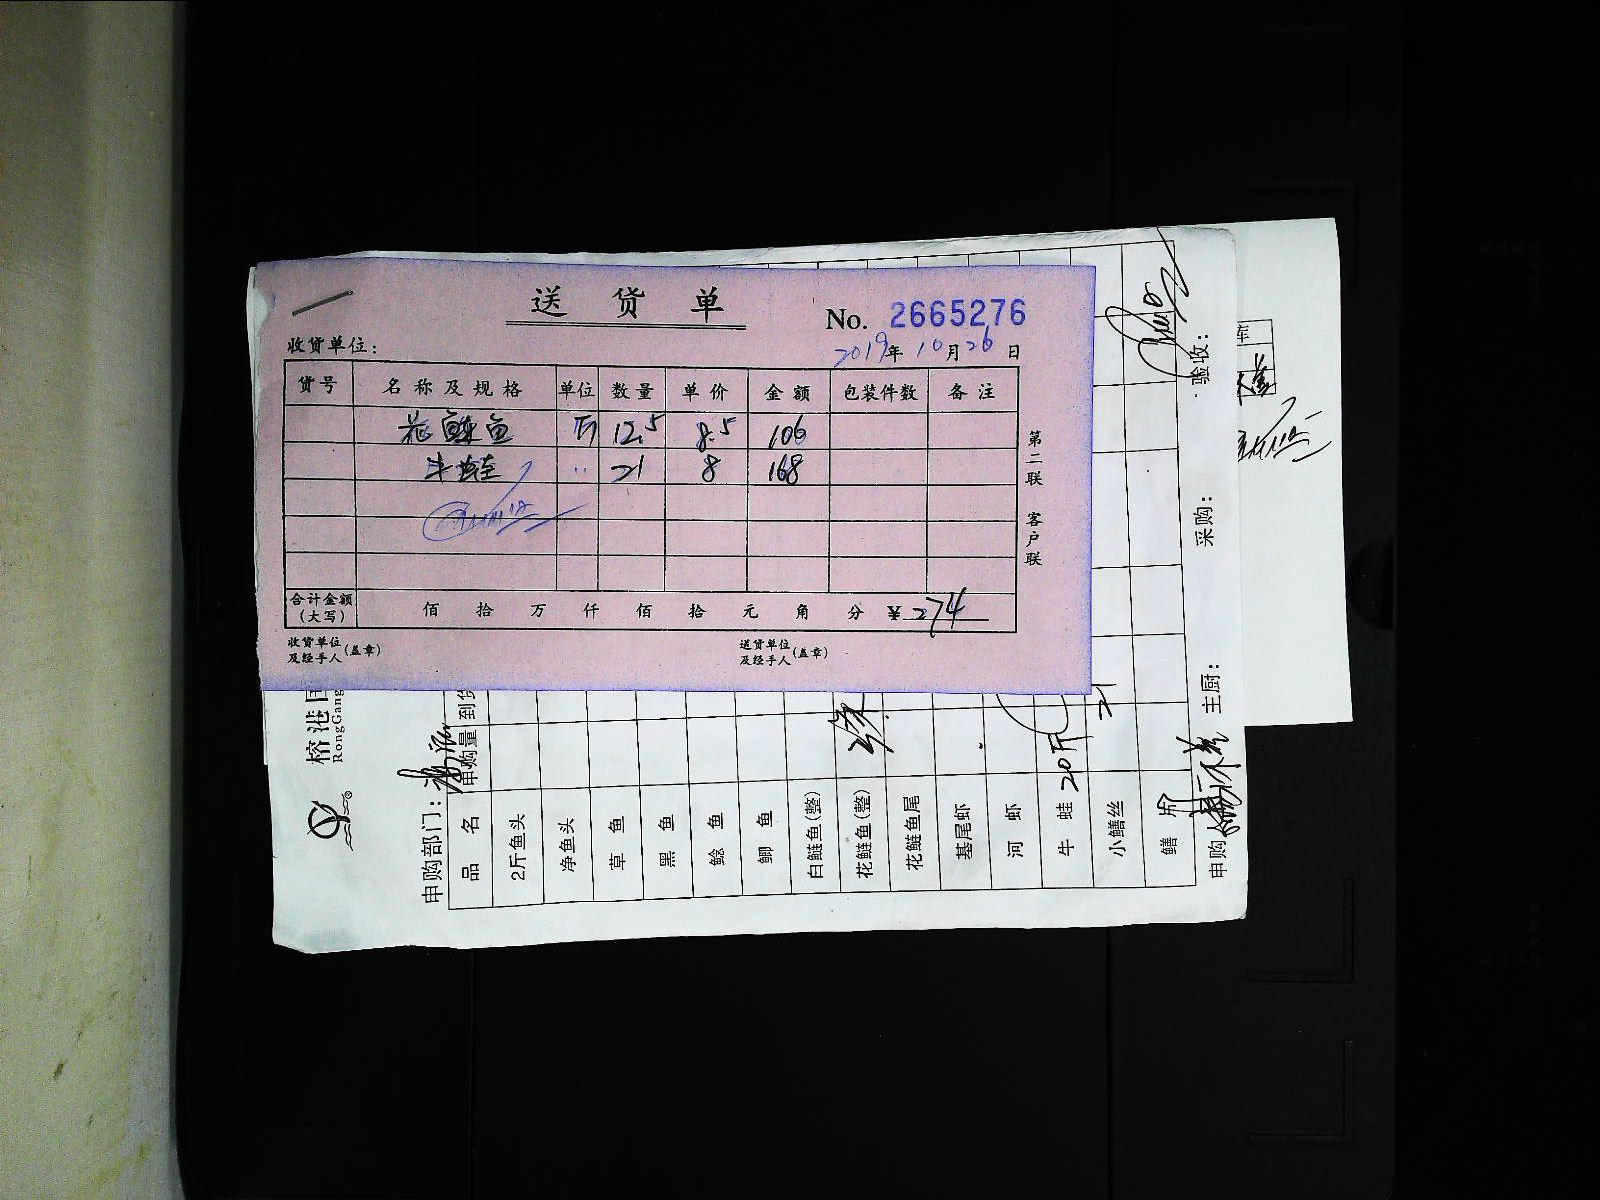 送货单
No. 2665276
收货单位：
2019年10月26日
货号 名称及规格 单位 数量 单价 金额 包装件数 备注
花鲢鱼 斤 12.5 8.5 106
牛蛙 〃 21 8 168
合计金额（大写） 佰 拾 万 仟 佰 拾 元 角 分 ￥274
收货单位及经手人（盖章） 送货单位及经手人（盖章）
第二联 客户联
榕港
RongGang
申购部门：
品名 申购量 到货
2斤鱼头
净鱼头
草鱼
黑鱼
鲶鱼
鲫鱼
白鲢鱼(整)
花鲢鱼(整)
花鲢鱼尾
基尾虾
河虾
牛蛙 20斤 21
小鳝丝
鳝片
申购 主厨： 采购： 验收：
库